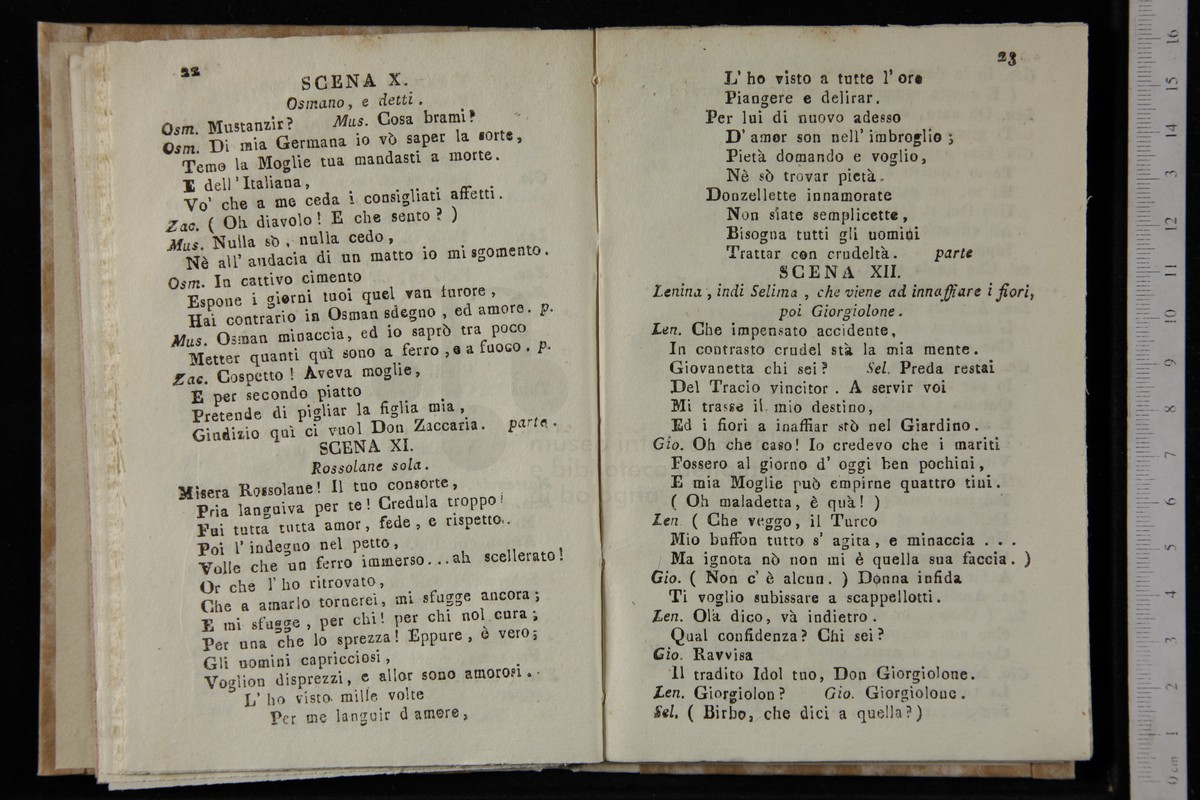 22
SCENA X.
Osmano, e detti.
Osm. Mustanzir? Mus. Cosa brami?
Osm. Di mia Germana io vò saper la sorte,
Temo la Moglie tua mandasti a morte.
E dell'Italiana,
Vo' che a me ceda i consigliati affetti.
Zac. ( Oh diavolo! E che sento? )
Mus. Nulla sò, nulla cedo,
Nè all' audacia di un matto io mi sgomento.
Osm. In cattivo cimento
Espone i giorni tuoi quel van furore,
Hai contrario in Osman sdegno, ed amore. p.
Mus. Osman minaccia, ed io saprò tra poco
Metter quanti quì sono a ferro, e a fuoco. p.
Zac. Cospetto! Aveva moglie,
E per secondo piatto
Pretende di pigliar la figlia mia,
Giudizio quì ci vuol Don Zaccaria. parte.
SCENA XI.
Rossolane sola.
Misera Rossolane! Il tuo consorte,
Pria languiva per te! Credula troppo!
Fui tutta tutta amor, fede, e rispetto..
Poi l'indegno nel petto,
Volle che un ferro immerso...ah scellerato!
Or che l'ho ritrovato,
Che a amarlo tornerei, mi sfugge ancora;
E mi sfugge, per chi! per chi nol cura;
Per una che lo sprezza! Eppure, è vero;
Gli uomini capricciosi,
Voglion disprezzi, e allor sono amorosi.
L' ho visto mille volte
Per me languir d amore,
23
L' ho visto a tutte l' ore
Piangere e delirar.
Per lui di nuovo adesso
D' amor son nell' imbroglio;
Pietà domando e voglio,
Nè sò trovar pietà.
Donzellette innamorate
Non siate semplicette,
Bisogna tutti gli uomini
Trattar con crudeltà. parte
SCENA XII.
Lenina, indi Selima, che viene ad innaffiare i fiori,
poi Giorgiolone.
Len. Che impensato accidente,
In contrasto crudel stà la mia mente.
Giovanetta chi sei? Sel. Preda restai
Del Tracio vincitor. A servir voi
Mi trasse il mio destino,
Ed i fiori a inaffiar stò nel Giardino.
Gio. Oh che caso! Io credevo che i mariti
Fossero al giorno d' oggi ben pochini,
E mia Moglie può empirne quattro tini.
( Oh maladetta, è quà! )
Len ( Che veggo, il Turco
Mio buffon tutto s' agita, e minaccia . . .
Ma ignota nò non mi è quella sua faccia. )
Gio. ( Non c' è alcun. ) Donna infida
Ti voglio subissare a scappellotti.
Len. Olà dico, và indietro.
Qual confidenza? Chi sei?
Gio. Ravvisa
Il tradito Idol tuo, Don Giorgiolone.
Len. Giorgiolon? Gio. Giorgiolone.
Sel. ( Birbo, che dici a quella? )